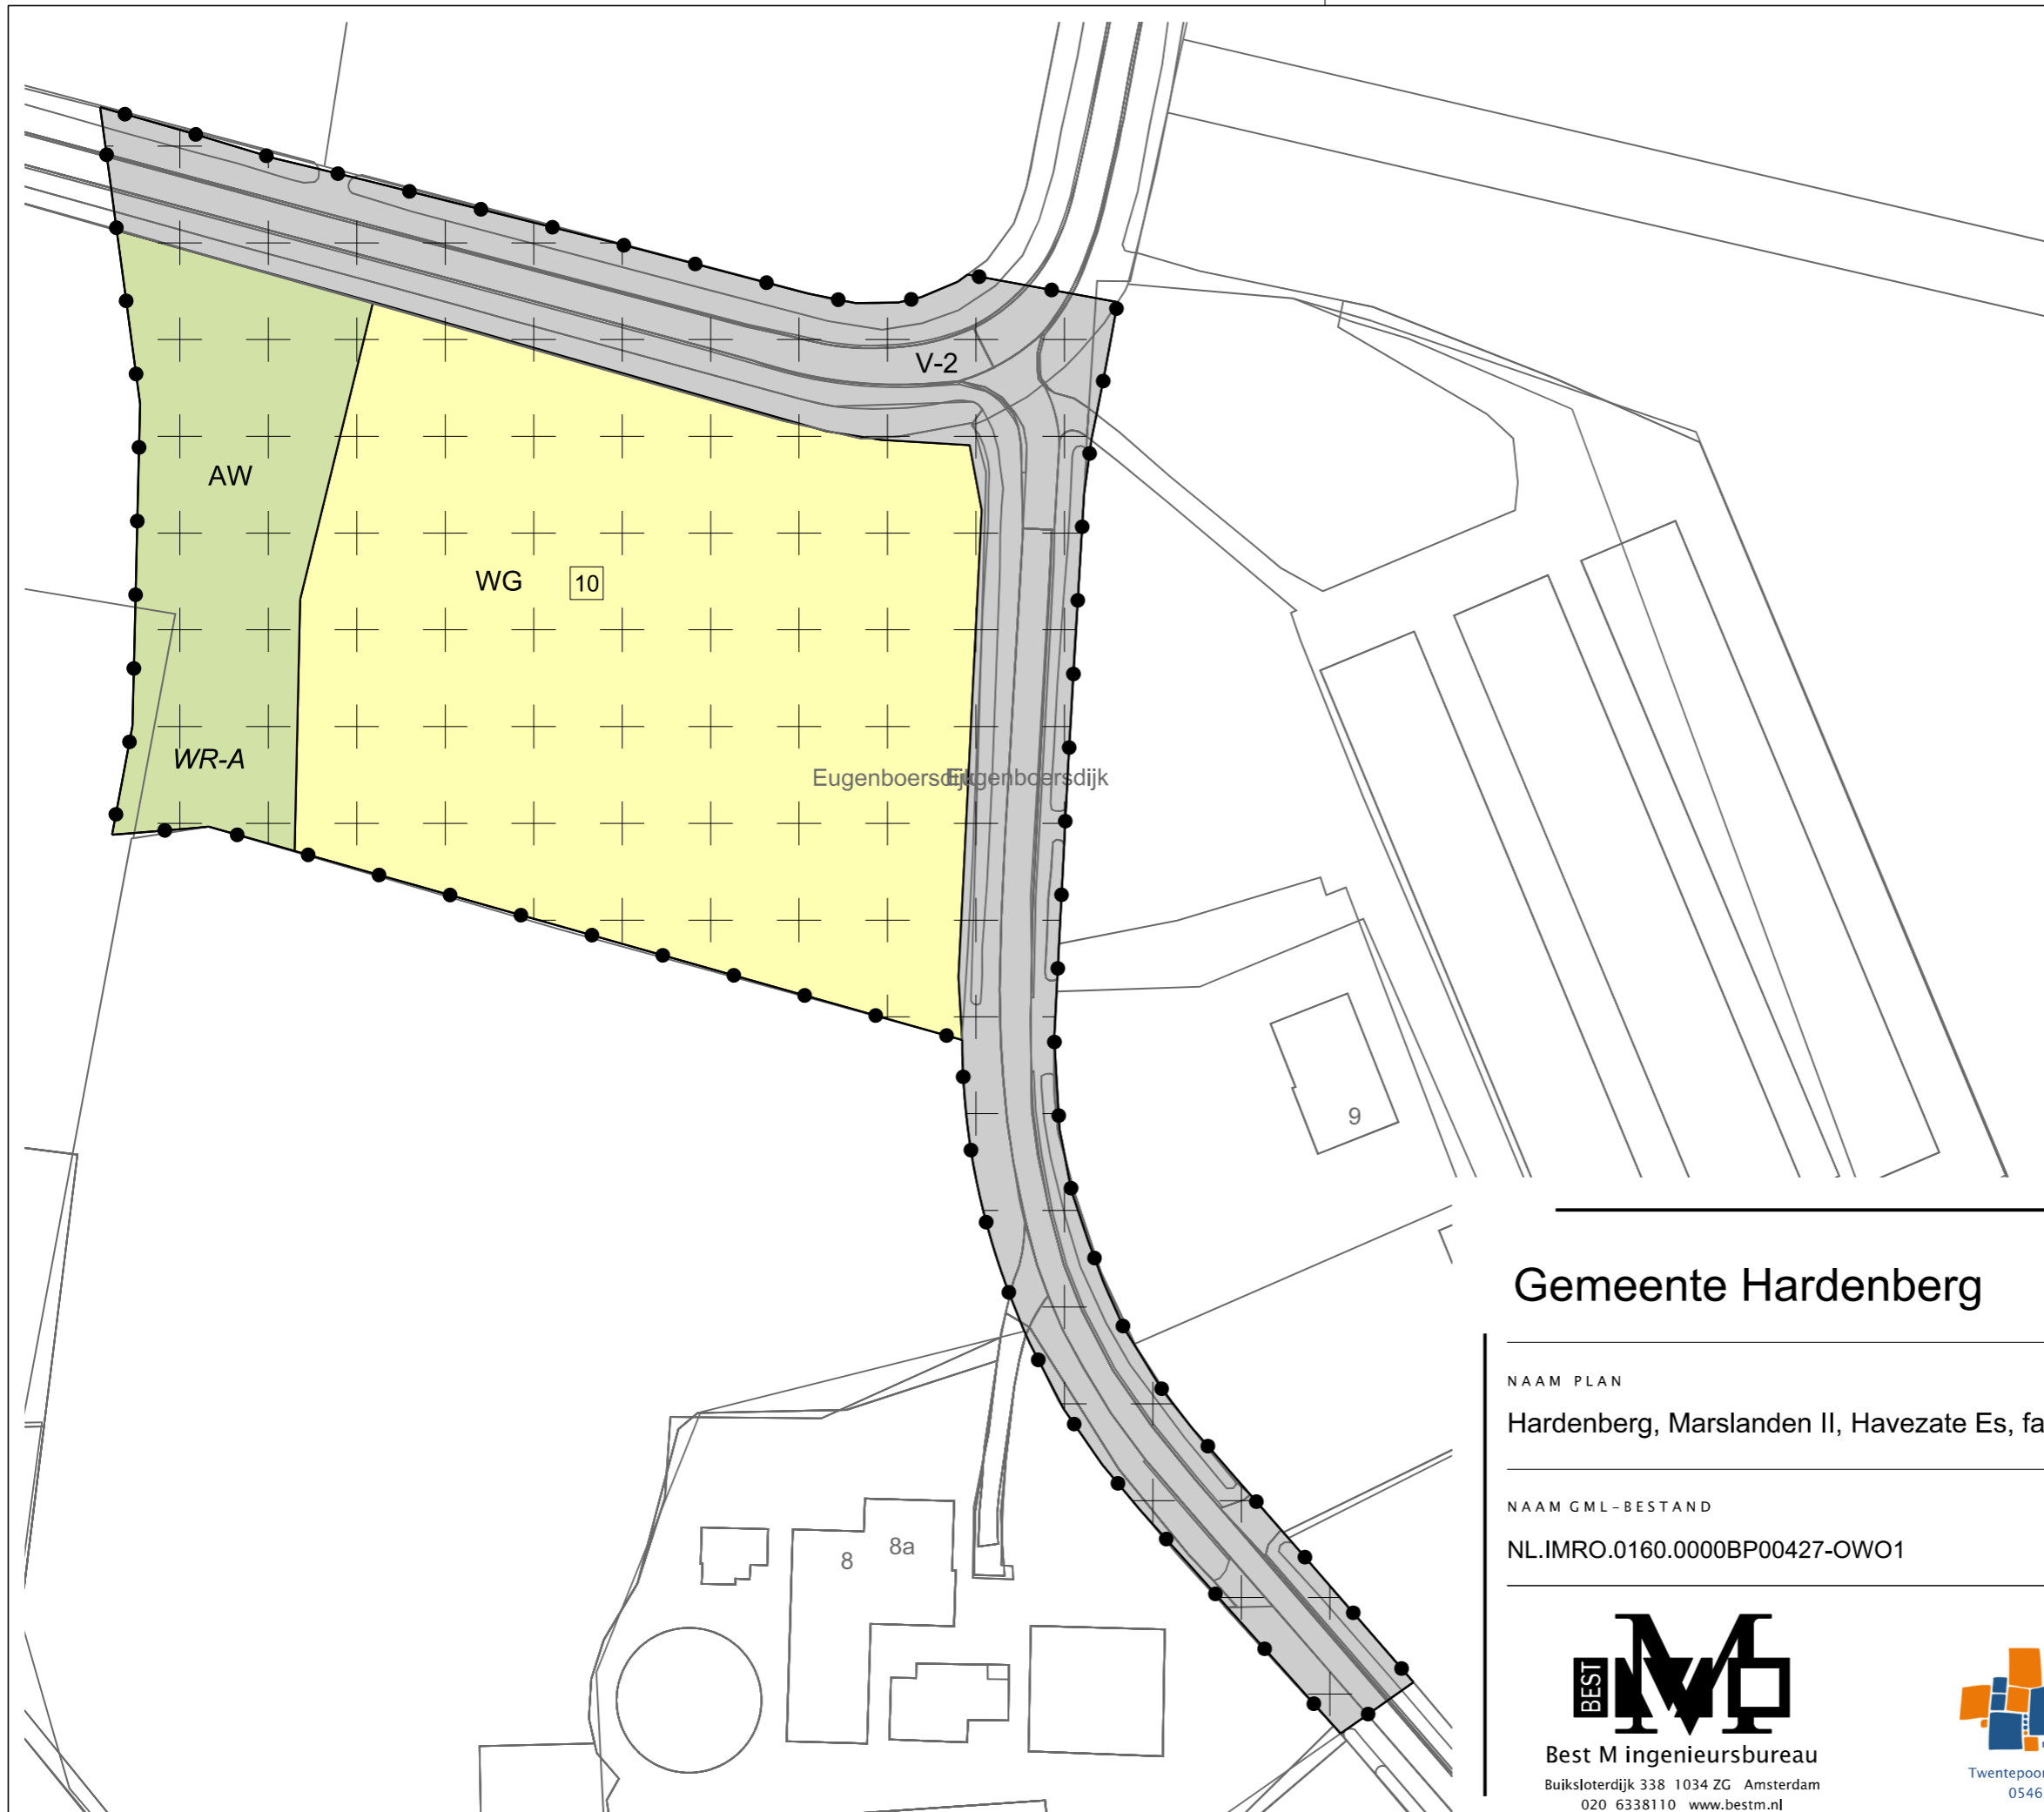 V-2
AW
WG
10
WR-A
Eugenboersdijk
Eugenboersdijk
9
8
8a
Gemeente Hardenberg
NAAM PLAN
Hardenberg, Marslanden II, Havezate Es, fa
NAAM GML-BESTAND
NL.IMRO.0160.0000BP00427-OWO1
BEST
M
Best M ingenieursbureau
Buiksloterdijk 338 1034 ZG Amsterdam
020 6338110 www.bestm.nl
Twentepoor
0546